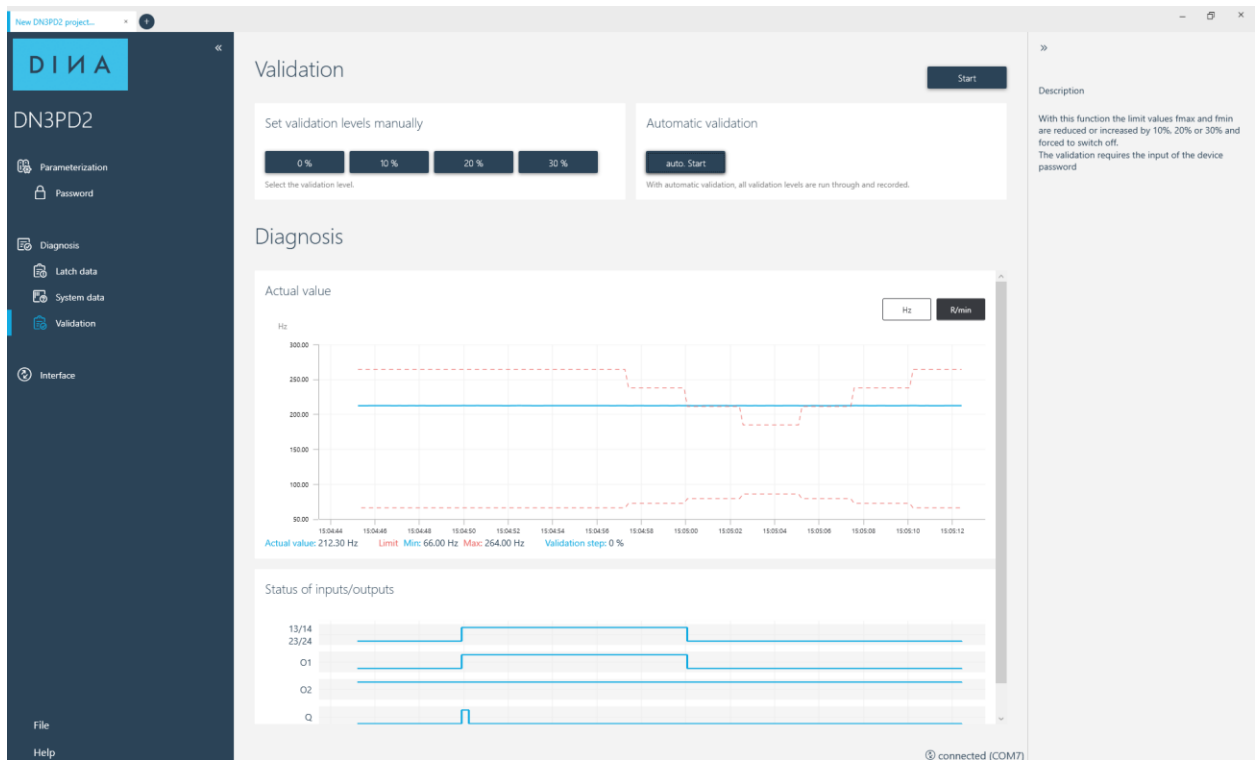 New DN3PD2 project...
DINA
DN3PD2
Parameterization
Password
Diagnosis
Latch data
System data
Validation
Interface
File
Help
Validation
Start
Set validation levels manually
0 %
10 %
20 %
30 %
Select the validation level.
Automatic validation
auto. Start
With automatic validation, all validation levels are run through and recorded.
Diagnosis
Actual value
Hz
R/min
Hz
300.00
250.00
200.00
150.00
100.00
50.00
15:04:44 15:04:46 15:04:48 15:04:50 15:04:52 15:04:54 15:04:56 15:04:58 15:05:00 15:05:02 15:05:04 15:05:06 15:05:08 15:05:10 15:05:12
Actual value: 212.30 Hz Limit Min: 66.00 Hz Max: 264.00 Hz Validation step: 0 %
Status of inputs/outputs
13/14
23/24
O1
O2
Q
connected (COM7)
Description
With this function the limit values fmax and fmin
are reduced or increased by 10%, 20% or 30% and
forced to switch off.
The validation requires the input of the device
password